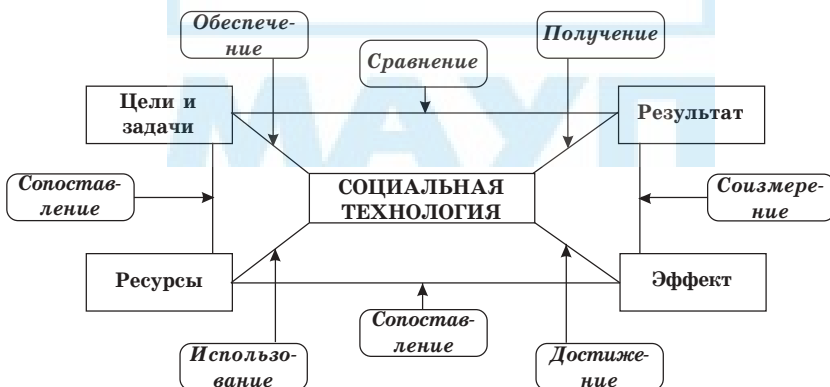 Обеспече-
ние
Получение
Сравнение
МАУП
Цели и
задачи
Результат
Сопостав-
ление
СОЦИАЛЬНАЯ
ТЕХНОЛОГИЯ
Соизмере-
ние
Ресурсы
Эффект
Сопостав-
ление
Использо-
вание
Достиже-
ние